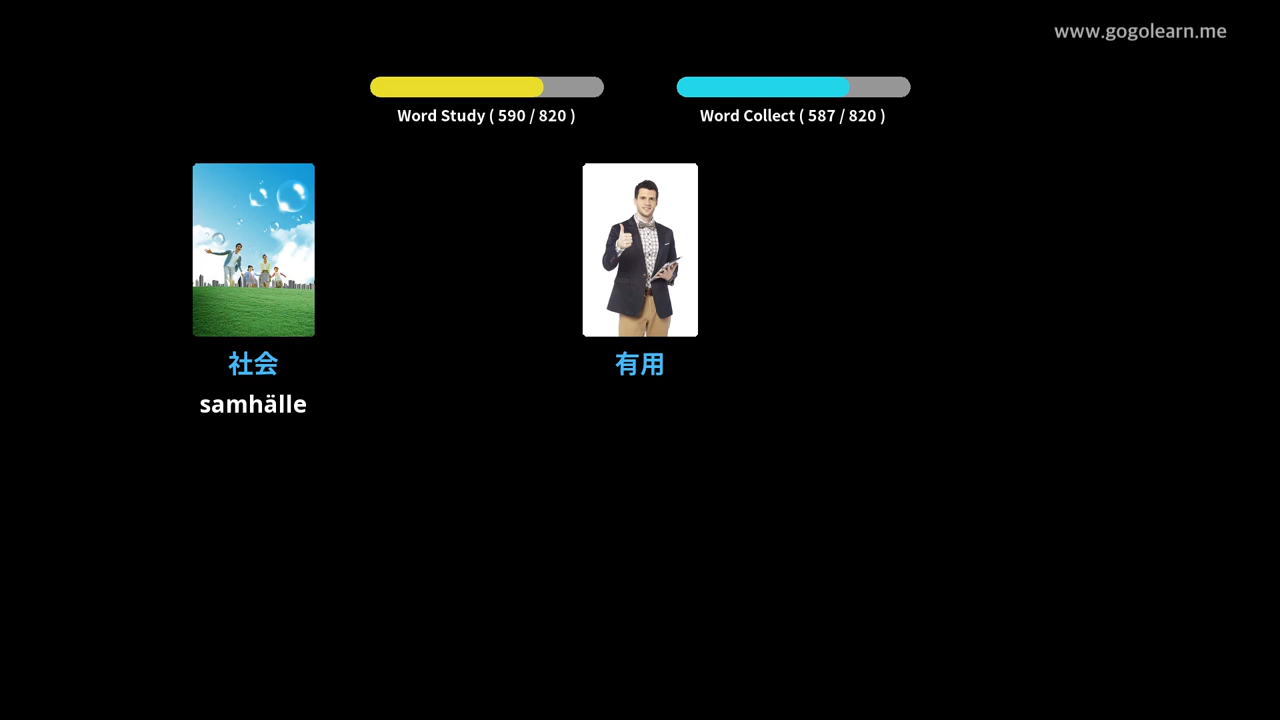 www.gogolearn.me
Word Study ( 590 / 820 )
Word Collect ( 587 / 820 )
社会
有用
samhälle